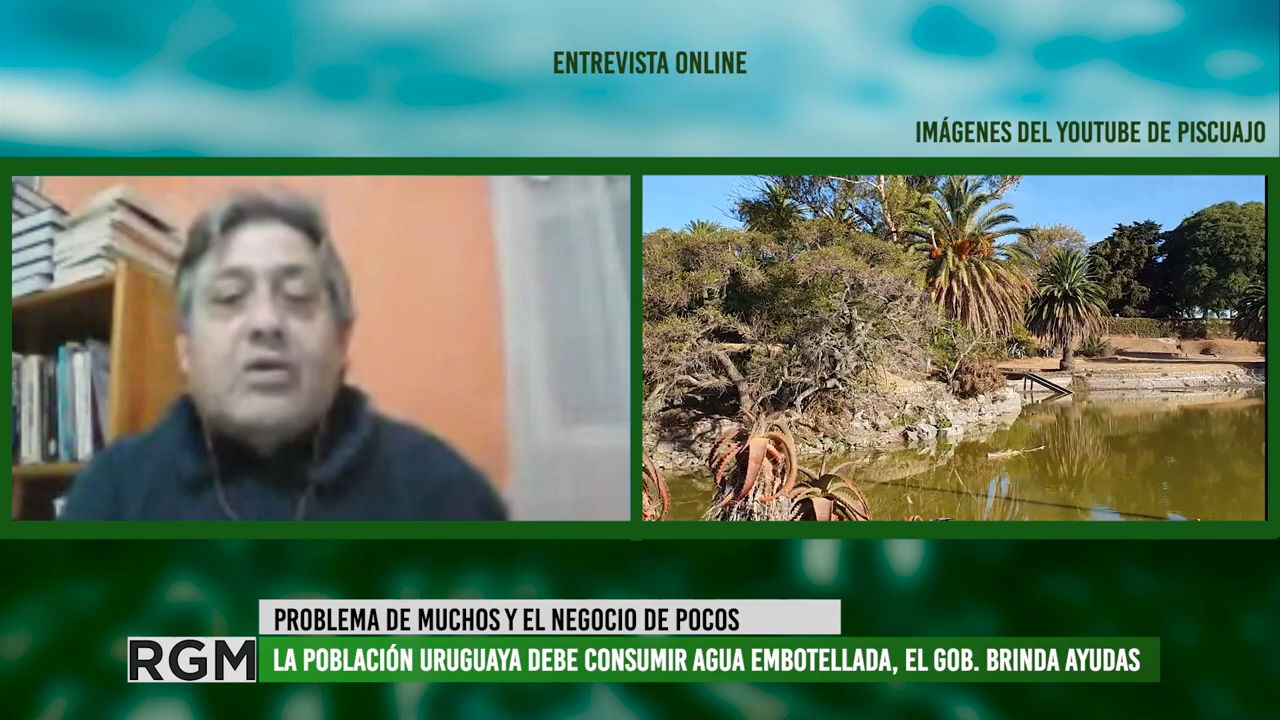 ENTREVISTA ONLINE
IMÁGENES DEL YOUTUBE DE PISCUAJO
PROBLEMA DE MUCHOS Y EL NEGOCIO DE POCOS
RGM
LA POBLACIÓN URUGUAYA DEBE CONSUMIR AGUA EMBOTELLADA, EL GOB. BRINDA AYUDAS